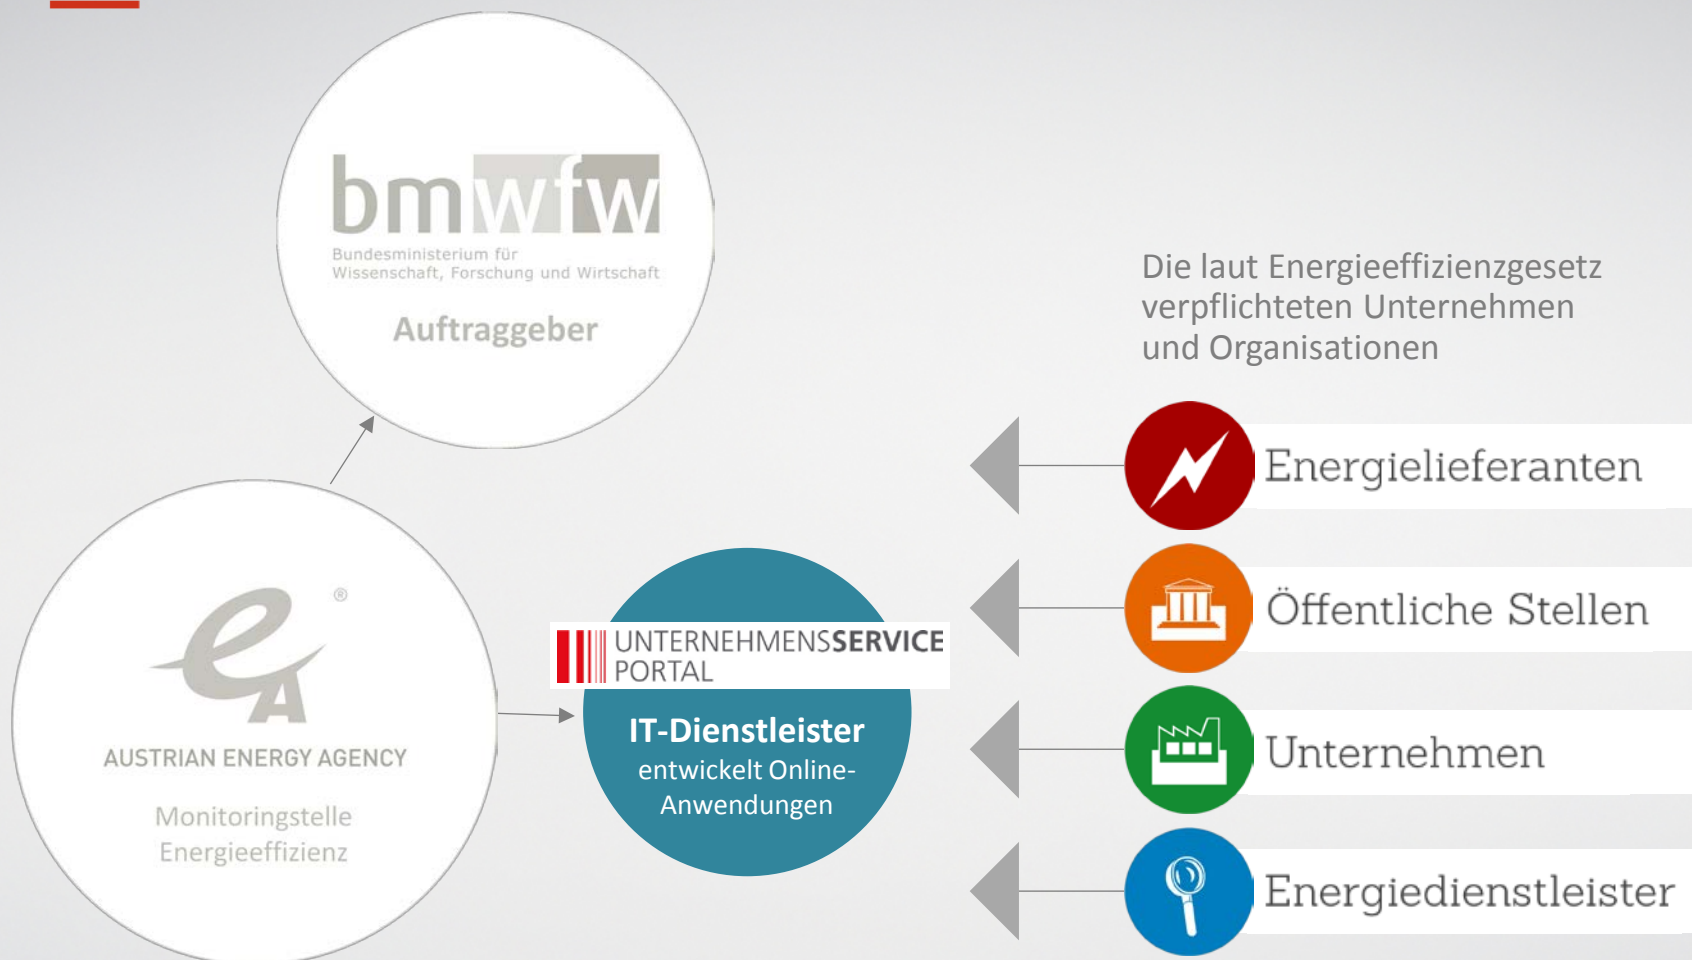 bmwfw
Bundesministerium für
Wissenschaft, Forschung und Wirtschaft
Auftraggeber
eA ®
AUSTRIAN ENERGY AGENCY
Monitoringstelle
Energieeffizienz
UNTERNEHMENSSERVICE
PORTAL
IT-Dienstleister
entwickelt Online-
Anwendungen
Die laut Energieeffizienzgesetz
verpflichteten Unternehmen
und Organisationen
Energielieferanten
Öffentliche Stellen
Unternehmen
Energiedienstleister